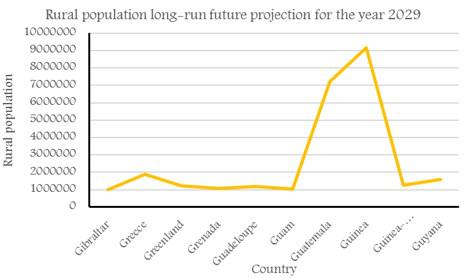 Rural population long-run future projection for the year 2029
10000000
9000000
8000000
7000000
6000000
5000000
4000000
3000000
2000000
1000000
0
Rural population
Gibraltar
Greece
Greenland
Grenada
Guadeloupe
Guam
Guatemala
Guinea
Guinea-...
Guyana
Country